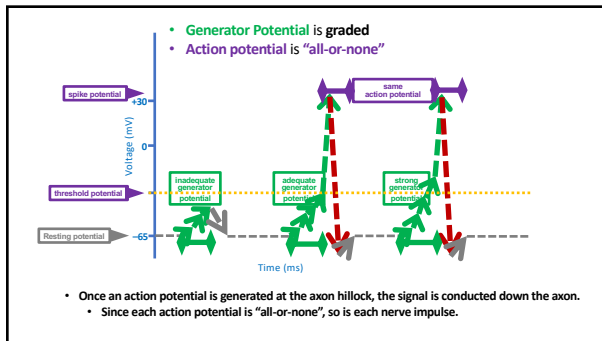 • Generator Potential is graded
• Action potential is “all-or-none”
spike potential
+30
same
action potential
Voltage (mV)
0
inadequate
generator
potential
adequate
generator
potential
strong
generator
potential
threshold potential
Resting potential
–65
Time (ms)
• Once an action potential is generated at the axon hillock, the signal is conducted down the axon.
• Since each action potential is “all-or-none”, so is each nerve impulse.